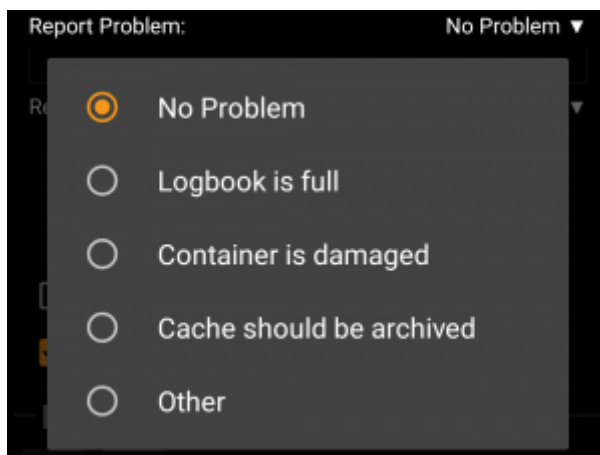 Report Problem: No Problem ▼
No Problem
Logbook is full
Container is damaged
Cache should be archived
Other